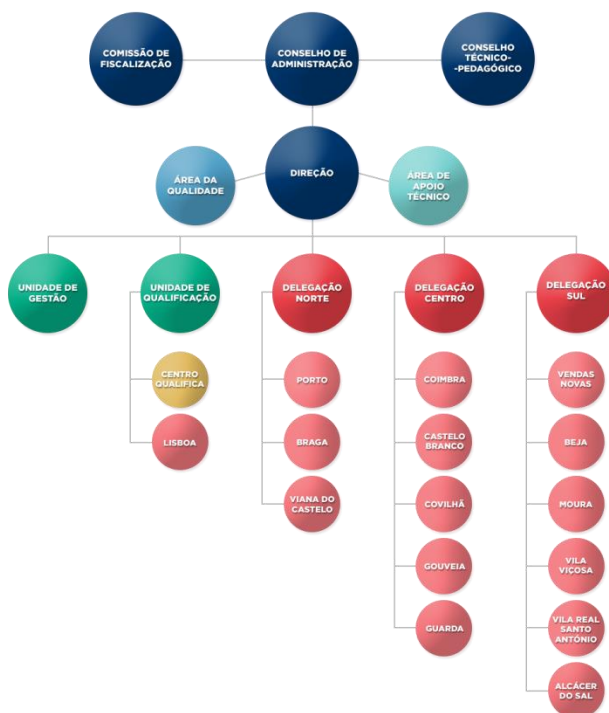 COMISSÃO DE
FISCALIZAÇÃO
CONSELHO DE
ADMINISTRAÇÃO
CONSELHO
TÉCNICO-
-PEDAGÓGICO
DIREÇÃO
ÁREA DA
QUALIDADE
ÁREA DE
APOIO
TÉCNICO
UNIDADE DE
GESTÃO
UNIDADE DE
QUALIFICAÇÃO
DELEGAÇÃO
NORTE
DELEGAÇÃO
CENTRO
DELEGAÇÃO
SUL
CENTRO
QUALIFICA
LISBOA
PORTO
BRAGA
VIANA DO
CASTELO
COIMBRA
CASTELO
BRANCO
COVILHÃ
GOUVEIA
GUARDA
VENDAS
NOVAS
BEJA
MOURA
VILA
VIÇOSA
VILA REAL
SANTO
ANTÓNIO
ALCÁCER
DO SAL